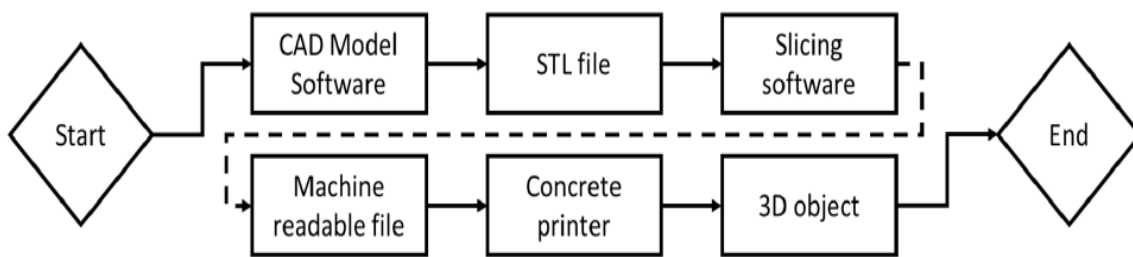 Start
CAD Model
Software
STL file
Slicing
software
Machine
readable file
Concrete
printer
3D object
End